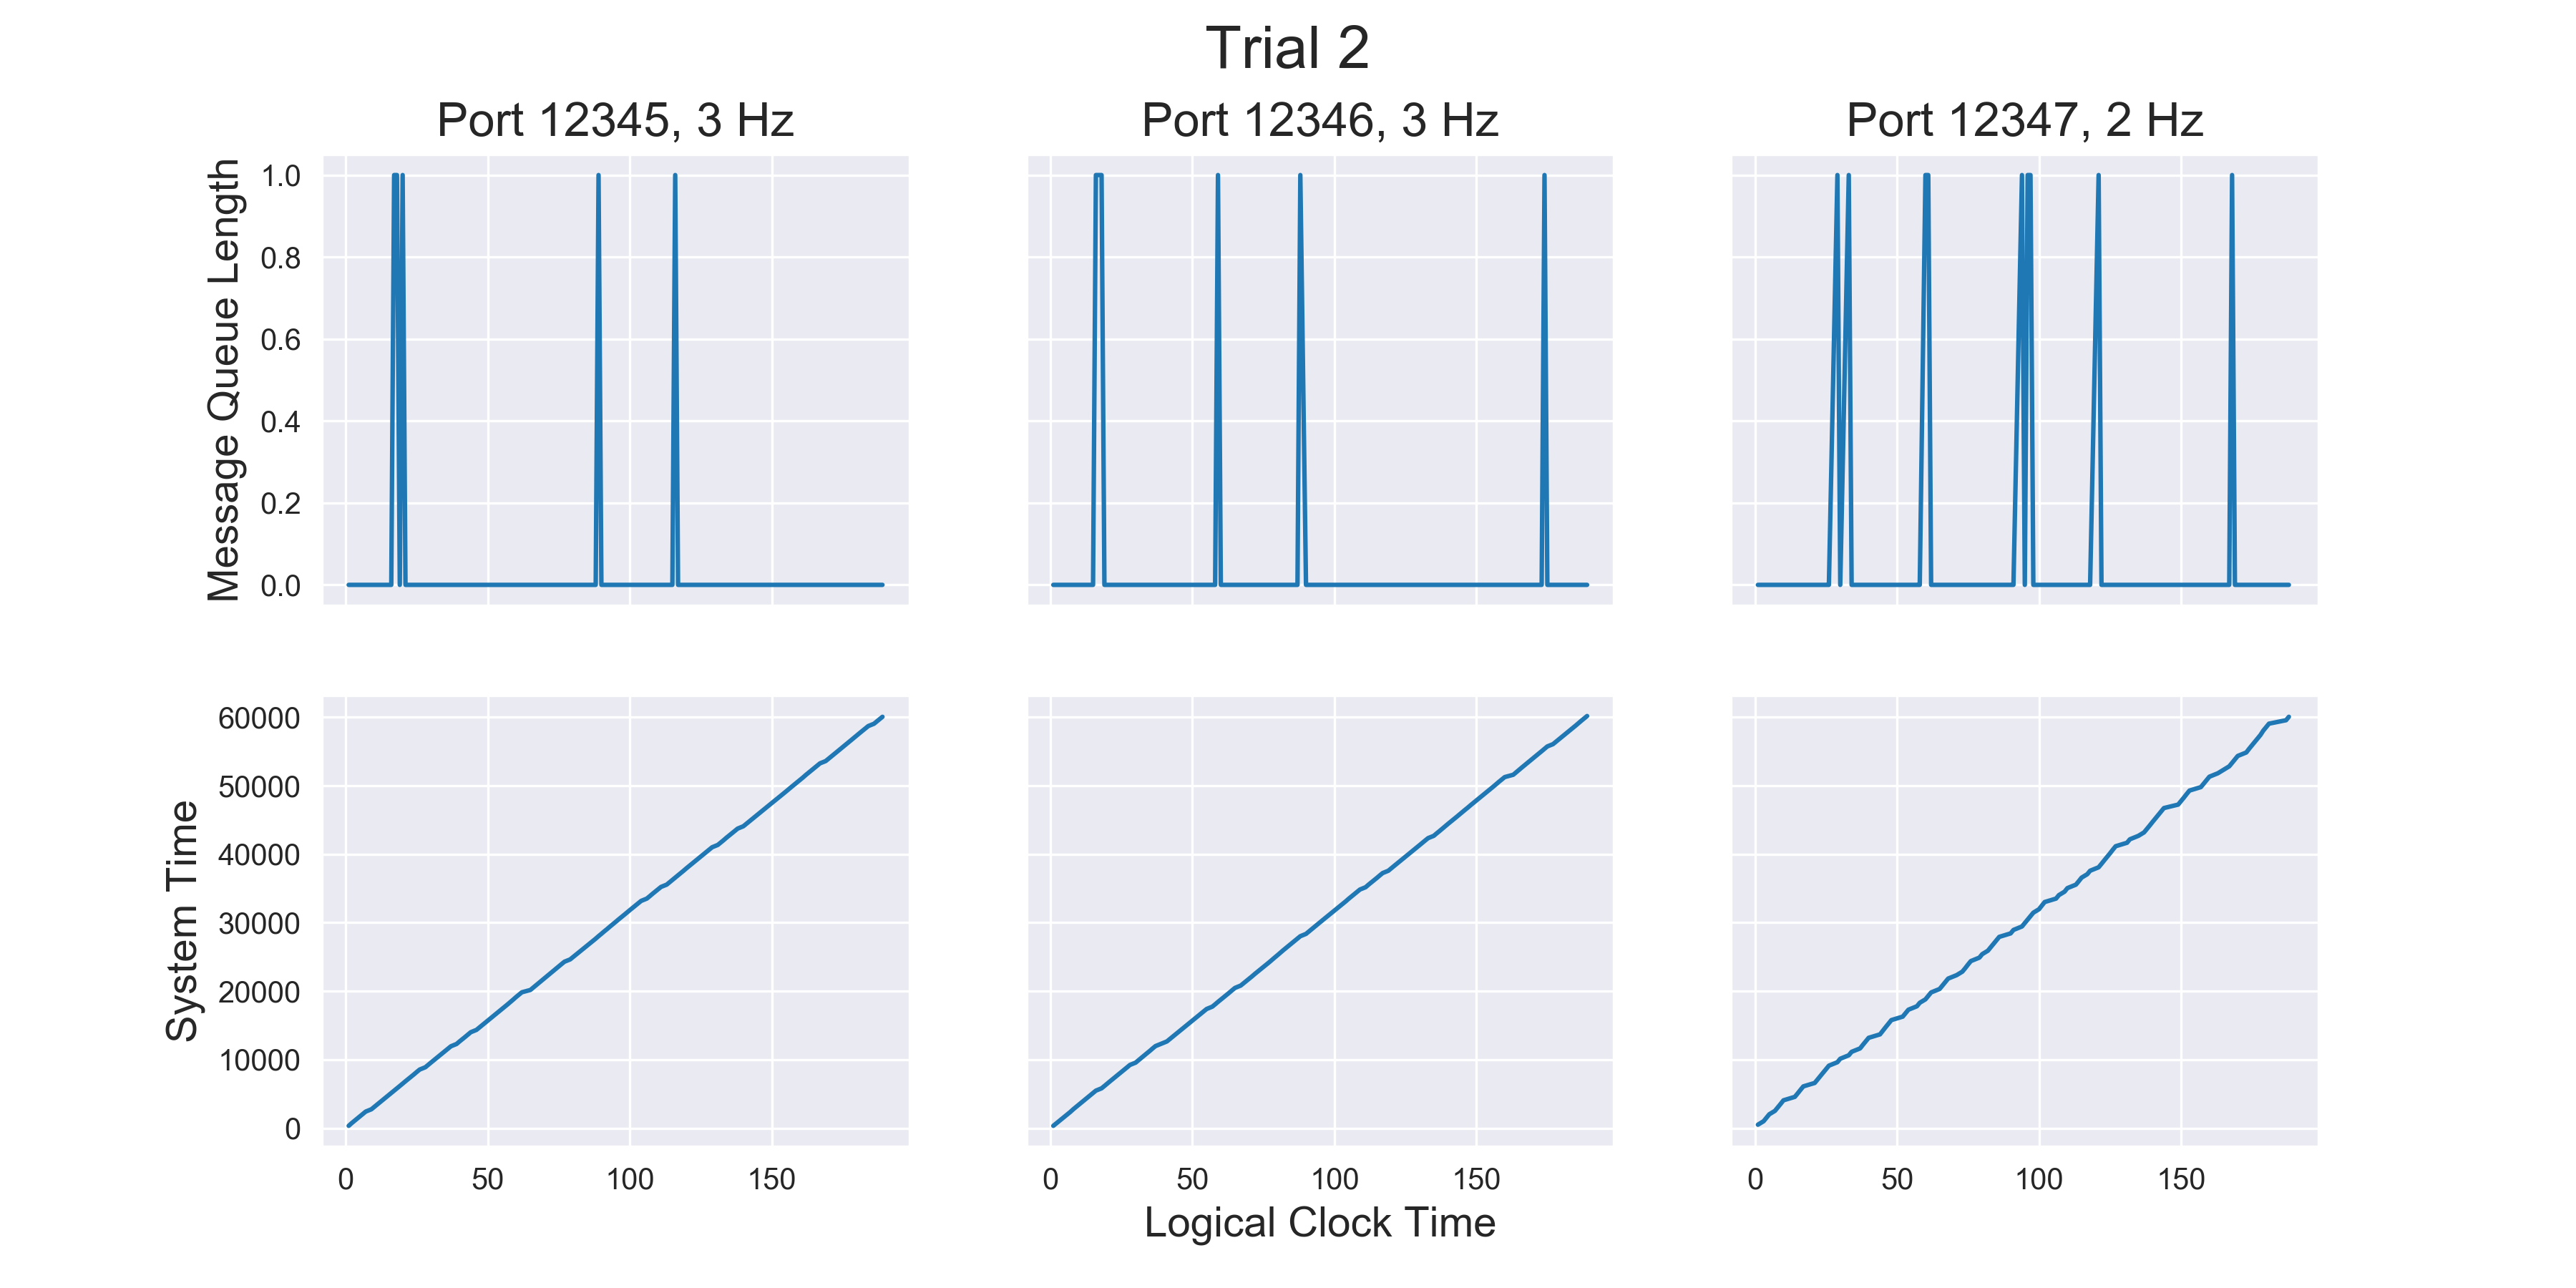 Trial 2
Port 12345, 3 Hz
Port 12346, 3 Hz
Port 12347, 2 Hz
Message Queue Length
1.0
0.8
0.6
0.4
0.2
0.0
System Time
60000
50000
40000
30000
20000
10000
0
0 50 100 150
0 50 100 150
0 50 100 150
Logical Clock Time